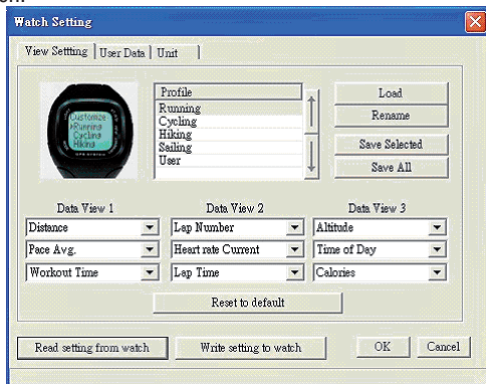 Watch Setting
View Settting User Data Unit
Customize
Running
Cycling
Hiking
Profile
Running
Cycling
Hiking
Sailing
User
Load
Rename
Save Selected
Save All
Data View 1 Data View 2 Data View 3
Distance Lap Number Altitude
Pace Avg. Heart rate Current Time of Day
Workout Time Lap Time Calories
Reset to default
Read setting from watch Write setting to watch OK Cancel